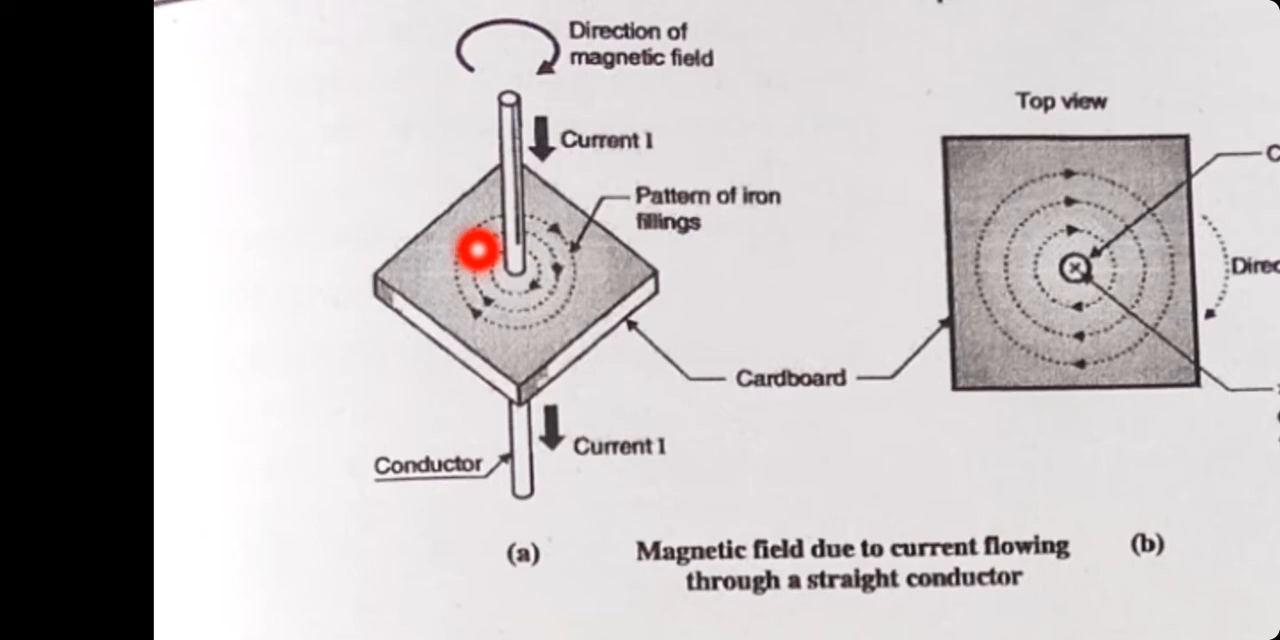 Direction of
magnetic field
Current I
Pattern of iron
fillings
Cardboard
Current I
Conductor
(a)
Magnetic field due to current flowing
through a straight conductor
Top view
(b)